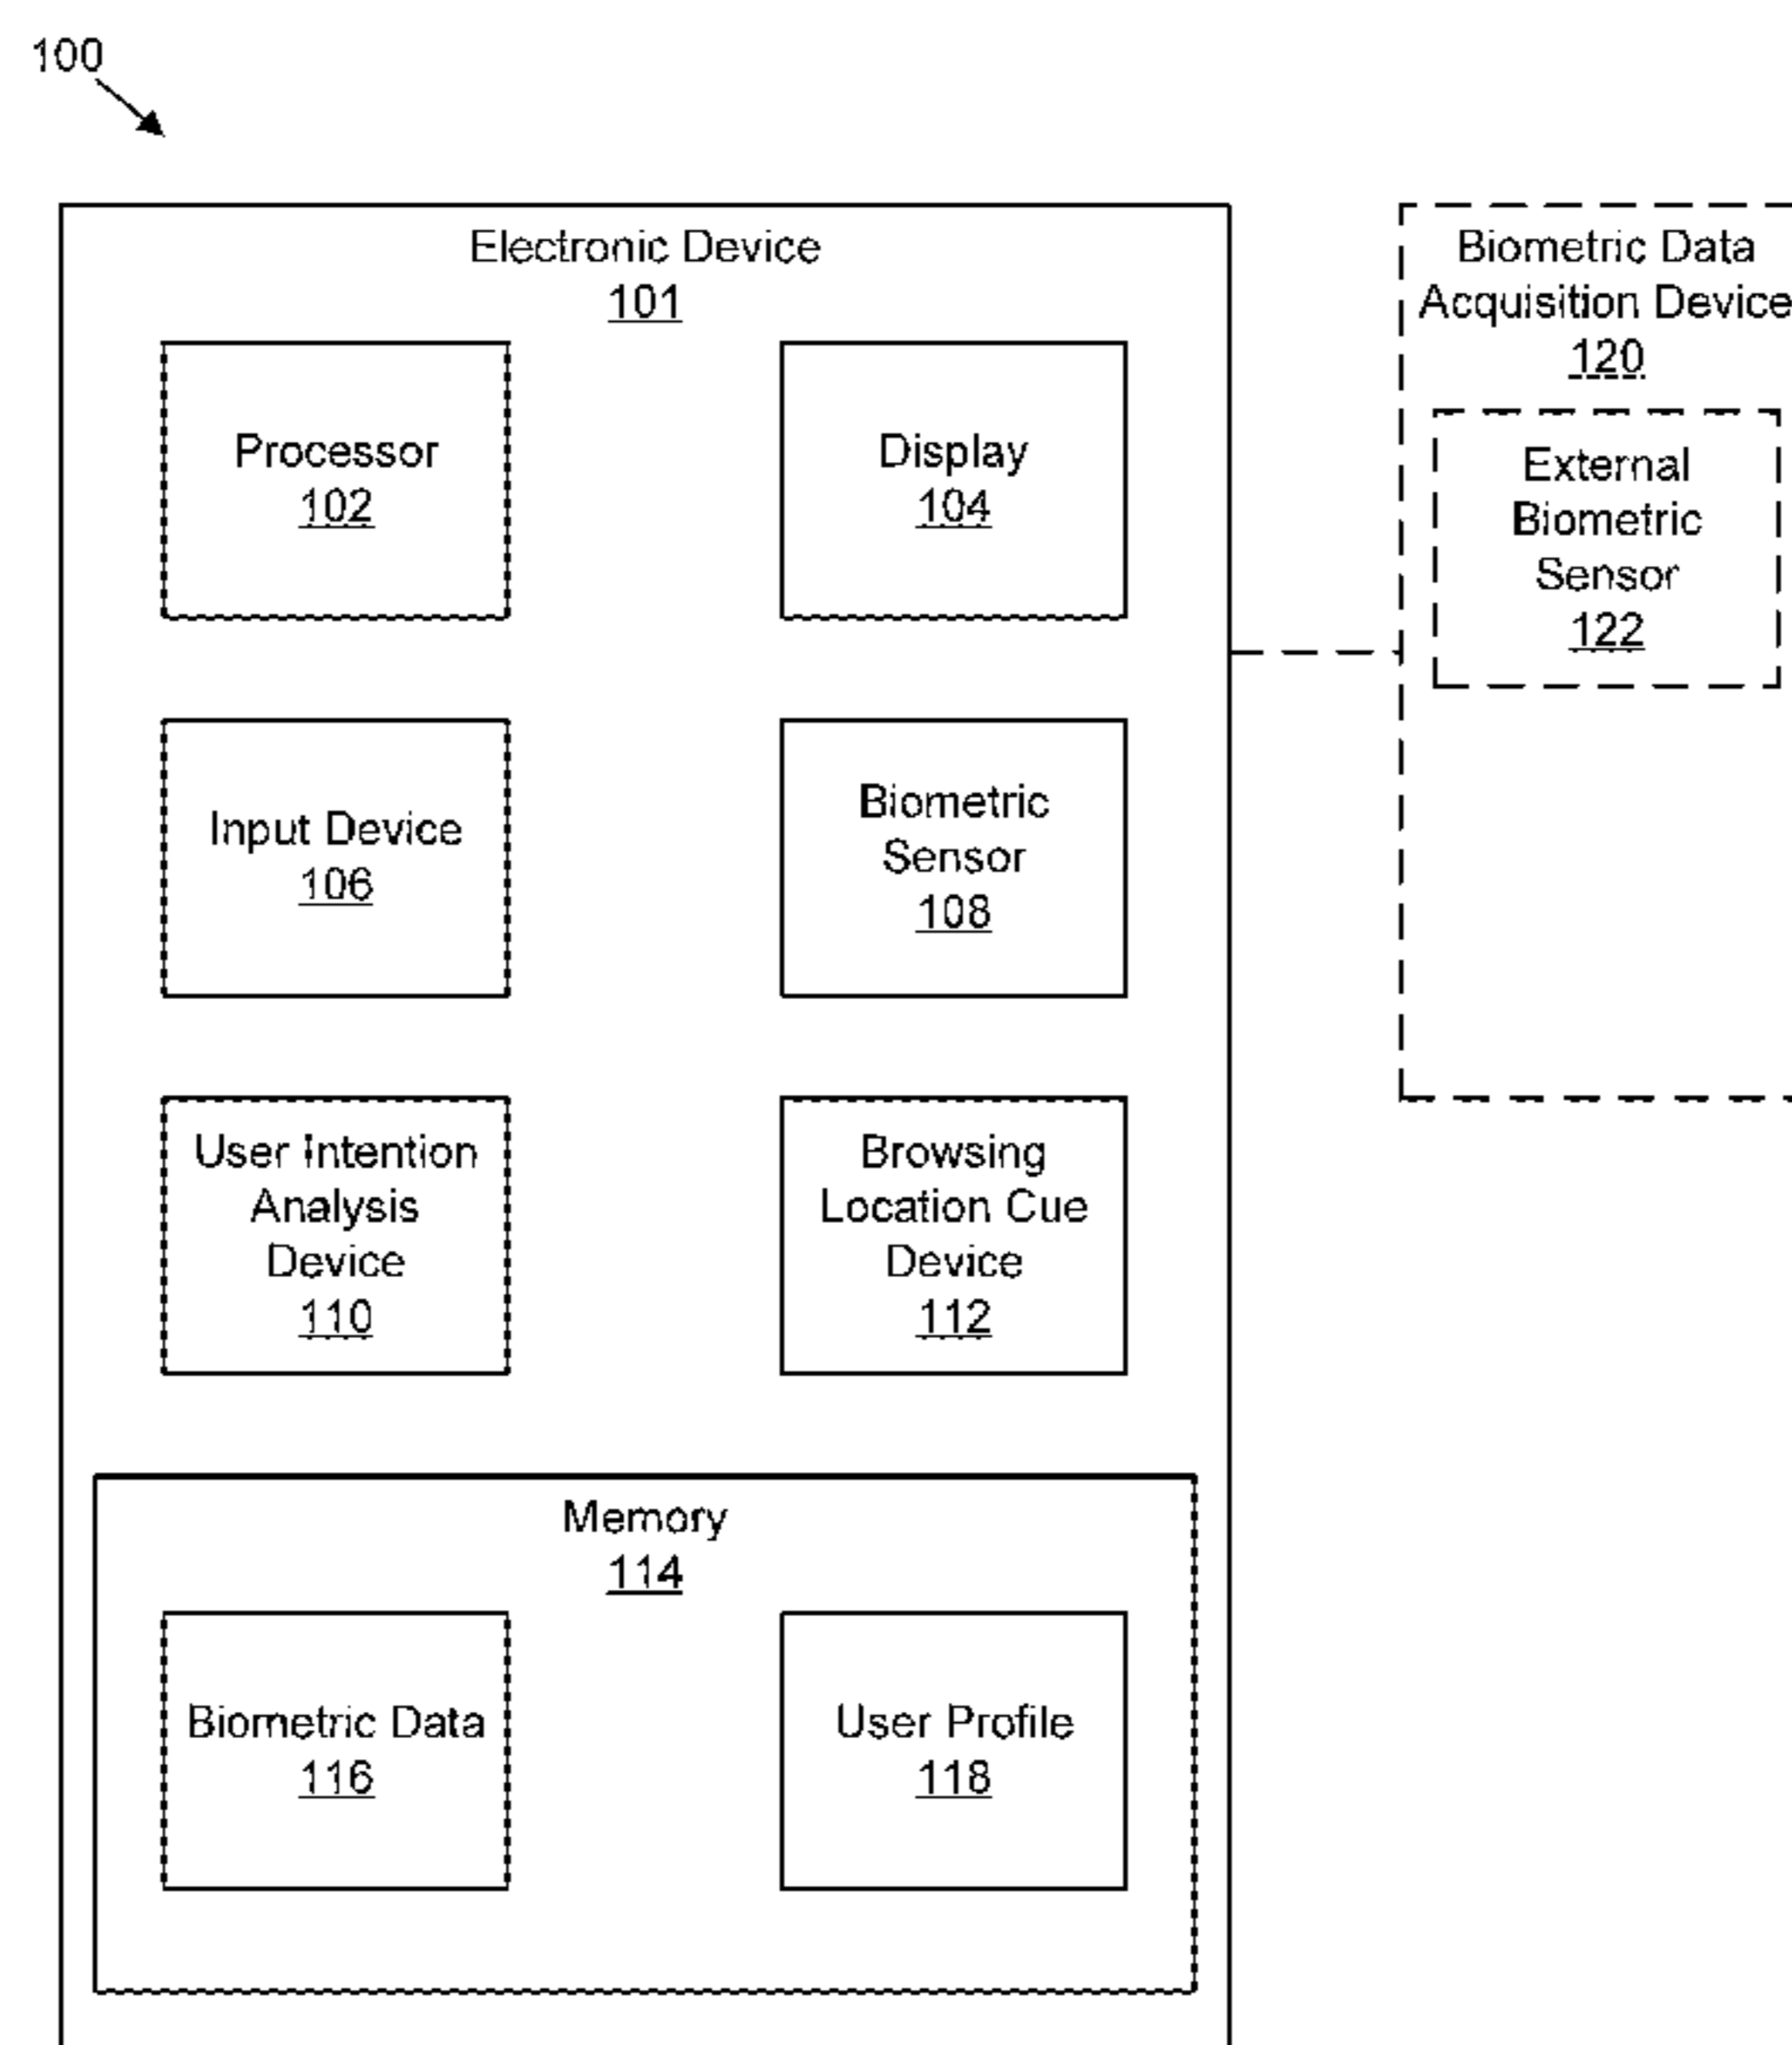 100
Electronic Device
101
Processor
102
Display
104
Input Device
106
Biometric
Sensor
108
User Intention
Analysis
Device
110
Browsing
Location Cue
Device
112
Memory
114
Biometric Data
116
User Profile
118
Biometric Data
Acquisition Device
120
External
Biometric
Sensor
122